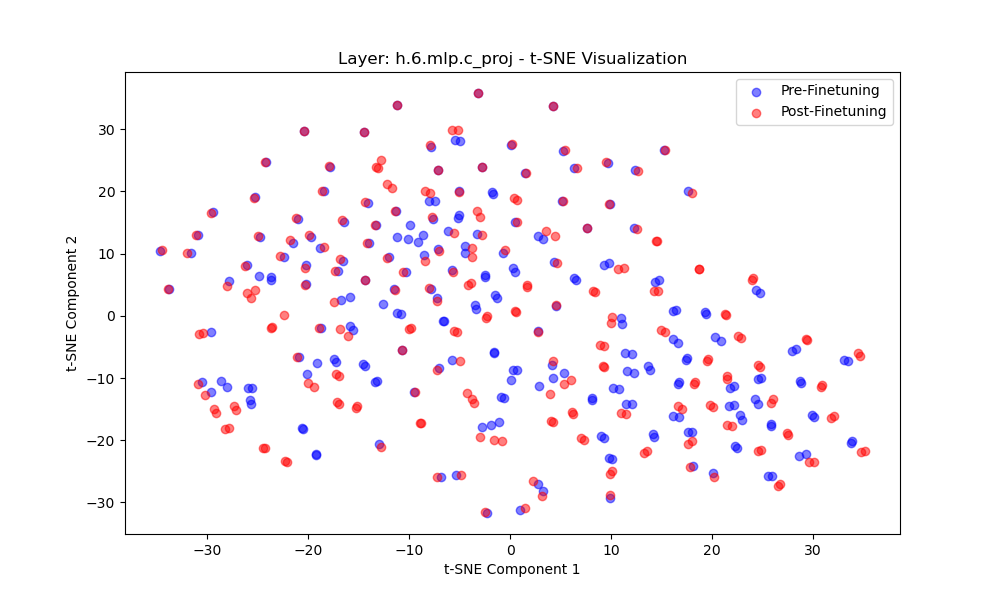 Layer: h.6.mlp.c_proj - t-SNE Visualization
Pre-Finetuning
Post-Finetuning
t-SNE Component 2
30
20
10
0
−10
−20
−30
−30
−20
−10
0
10
20
30
t-SNE Component 1